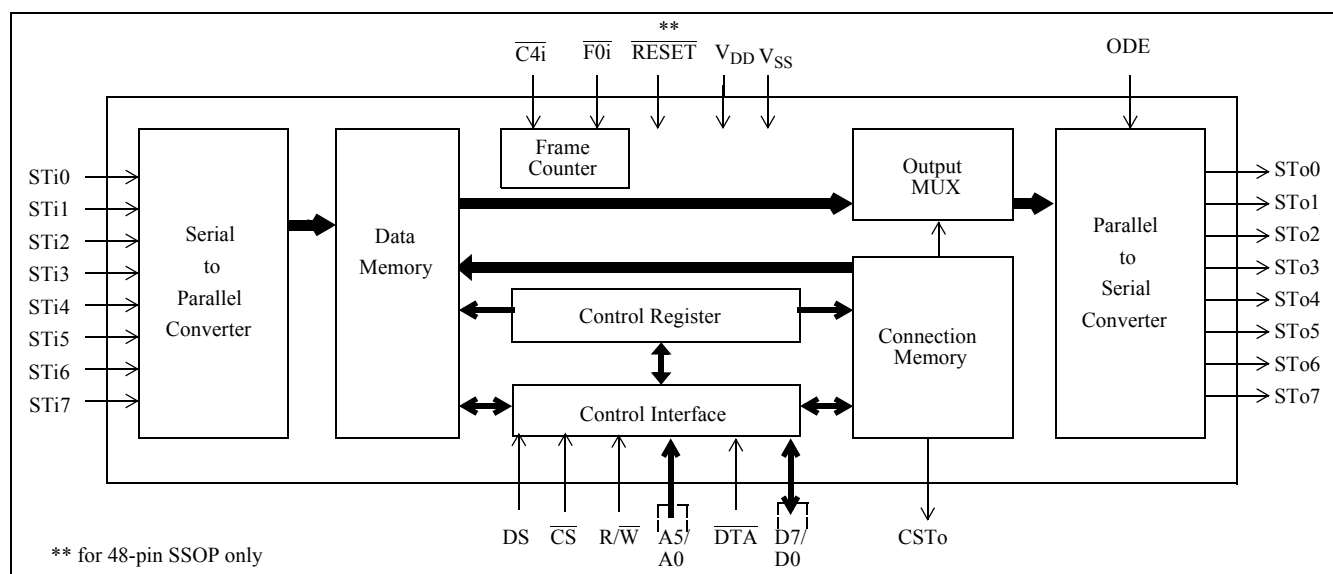 **
C4i
F0i
RESET
VDD
VSS
ODE
STi0
STi1
STi2
STi3
STi4
STi5
STi6
STi7
Serial
to
Parallel
Converter
Data
Memory
Frame
Counter
Control Register
Control Interface
Output
MUX
Connection
Memory
Parallel
to
Serial
Converter
STo0
STo1
STo2
STo3
STo4
STo5
STo6
STo7
DS
CS
R/W
A5/
A0
DTA
D7/
D0
CSTo
** for 48-pin SSOP only